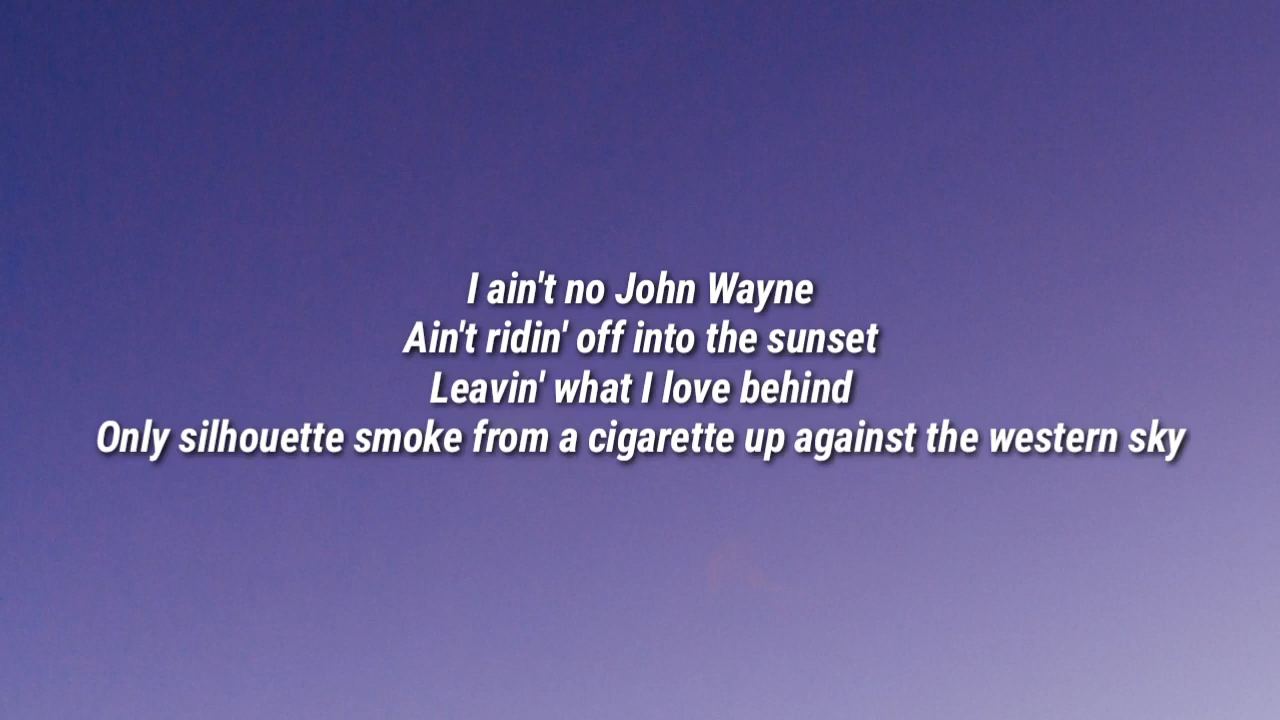 I ain't no John Wayne
Ain't ridin' off into the sunset
Leavin' what I love behind
Only silhouette smoke from a cigarette up against the western sky